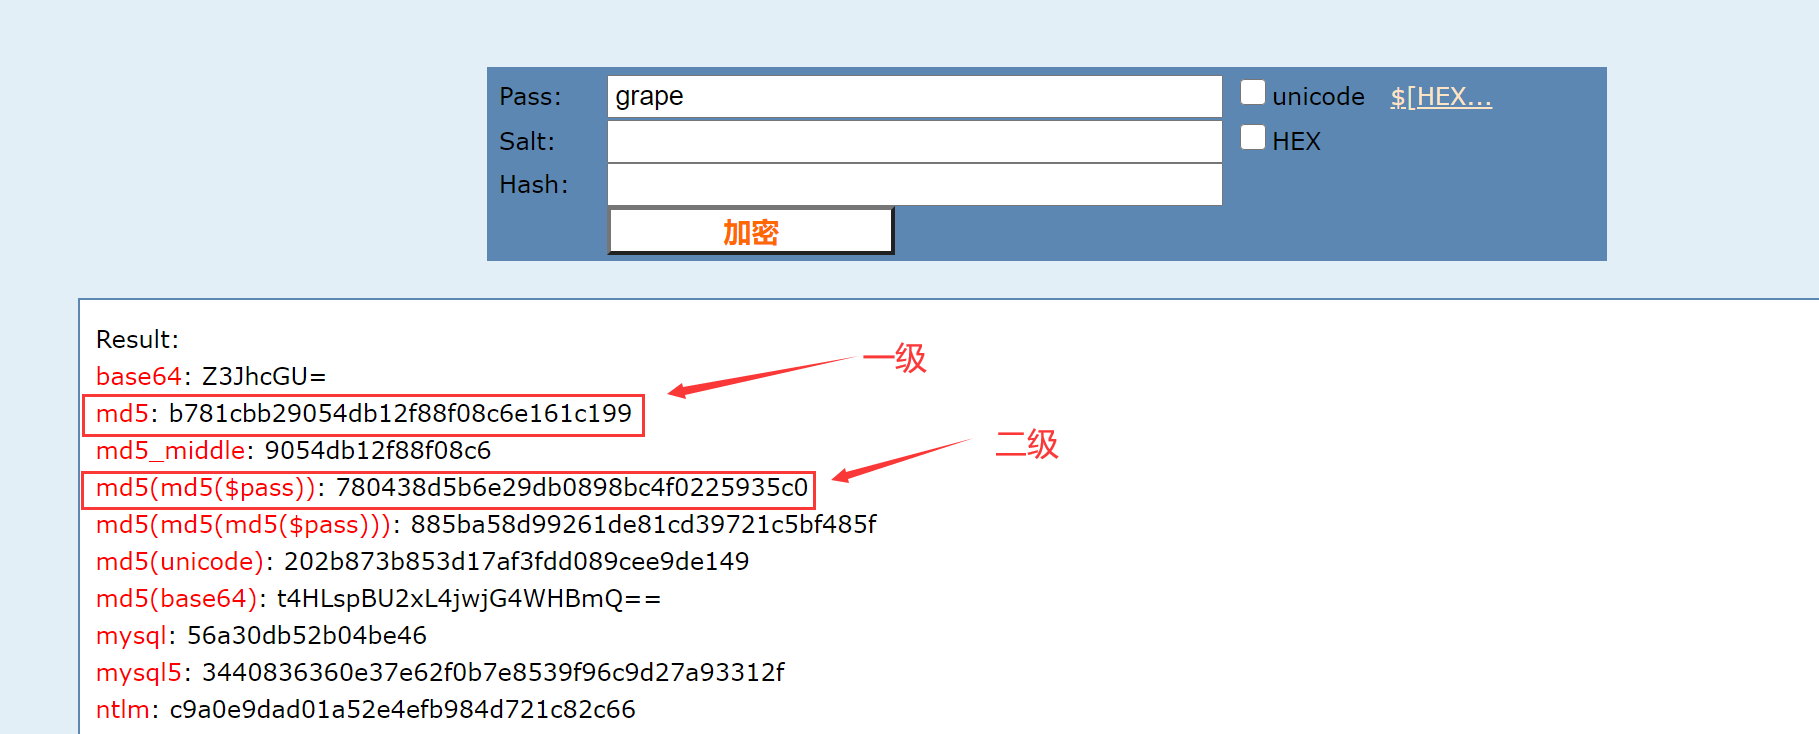 Pass: grape unicode $[HEX...
Salt: HEX
Hash:
加密
Result:
一级
base64: Z3JhcGU=
md5: b781cbb29054db12f88f08c6e161c199
二级
md5_middle: 9054db12f88f08c6
md5(md5($pass)): 780438d5b6e29db0898bc4f0225935c0
md5(md5(md5($pass))): 885ba58d99261de81cd39721c5bf485f
md5(unicode): 202b873b853d17af3fdd089cee9de149
md5(base64): t4HLspBU2xL4jwjG4WHBmQ==
mysql: 56a30db52b04be46
mysql5: 3440836360e37e62f0b7e8539f96c9d27a93312f
ntlm: c9a0e9dad01a52e4efb984d721c82c66